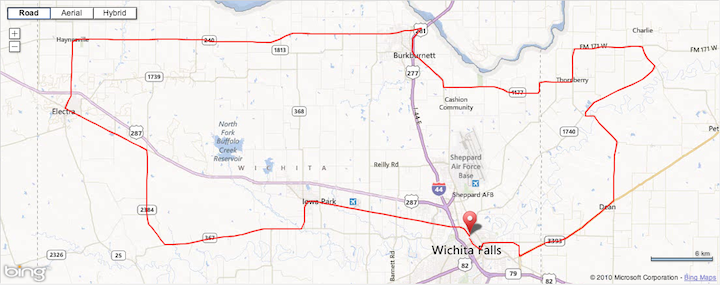 Road Aerial Hybrid
+
−
Haynesville
240
1813
281
Charlie
FM 171 W
FM 171 W
Burkburnett
277
1739
1177
Thornberry
Cashion
Community
I-44 E
Electra
287
368
North
Fork
Buffalo
Creek
Reservoir
1740
Pet
W I C H I T A
Reilly Rd
Sheppard
Air Force
Base
44
Sheppard AFB
Iowa Park
287
2384
Dean
367
Wichita Falls
2393
2326
25
Barnett Rd
82
79
82
6 km
bing
© 2010 Microsoft Corporation - Bing Maps